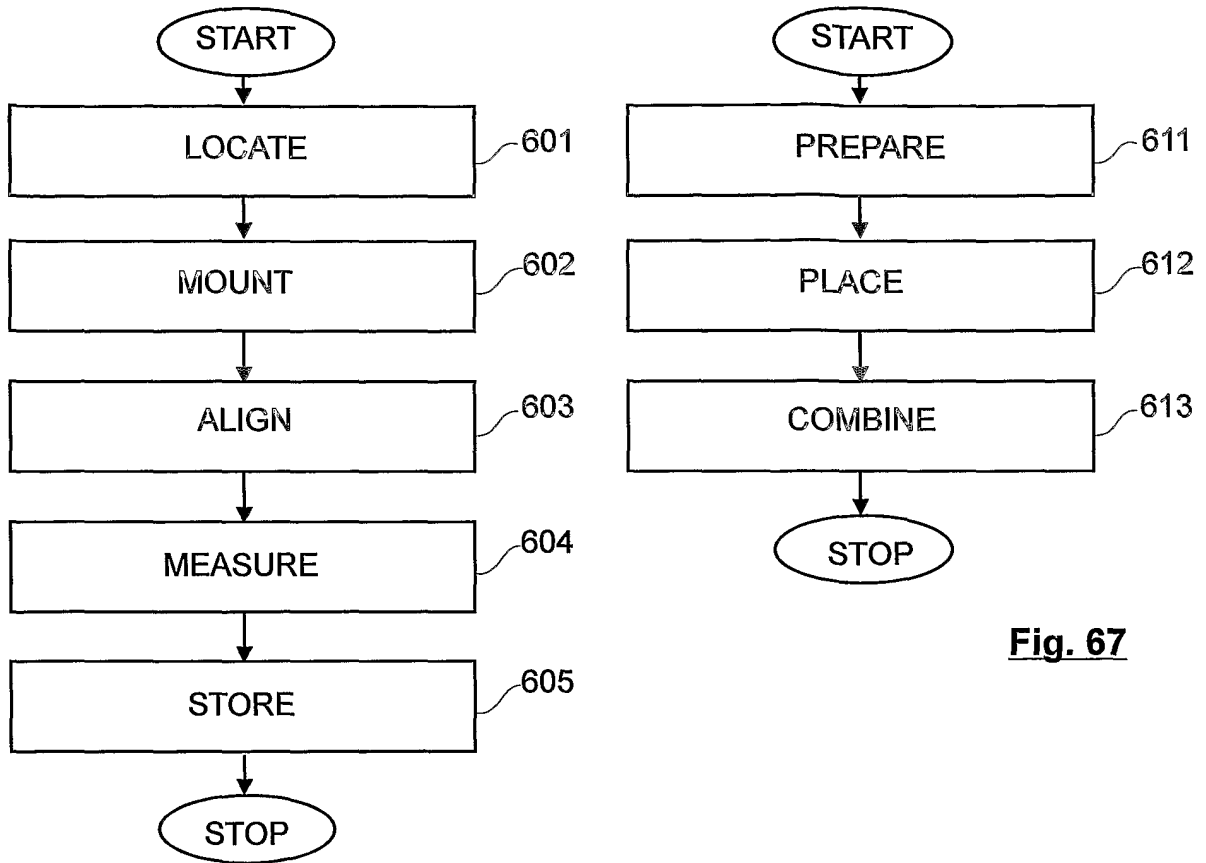 START
LOCATE
601
MOUNT
602
ALIGN
603
MEASURE
604
STORE
605
STOP
START
PREPARE
611
PLACE
612
COMBINE
613
STOP
Fig. 67